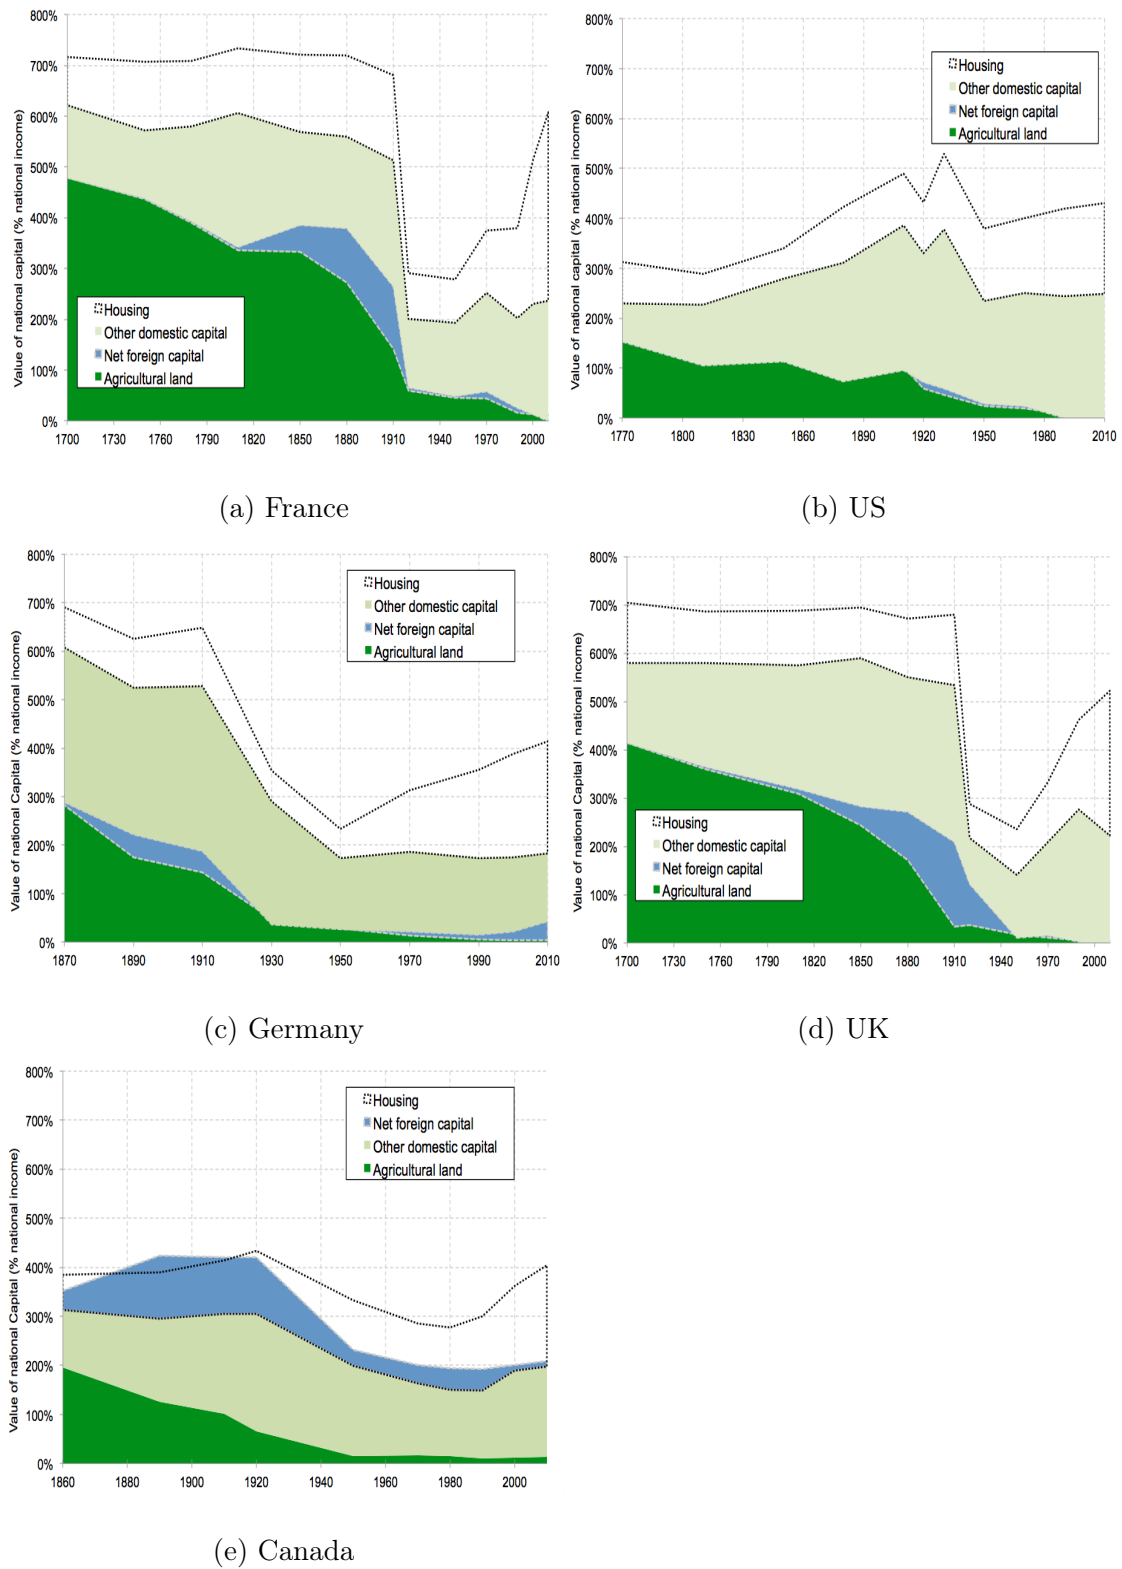 Value of national capital (% national income)
800%
700%
600%
500%
400%
300%
200%
100%
0%
Housing
Other domestic capital
Net foreign capital
Agricultural land
1700 1730 1760 1790 1820 1850 1880 1910 1940 1970 2000
(a) France
Value of national capital (% national income)
800%
700%
600%
500%
400%
300%
200%
100%
0%
Housing
Other domestic capital
Net foreign capital
Agricultural land
1770 1800 1830 1860 1890 1920 1950 1980 2010
(b) US
Value of national Capital (% national income)
800%
700%
600%
500%
400%
300%
200%
100%
0%
Housing
Other domestic capital
Net foreign capital
Agricultural land
1870 1890 1910 1930 1950 1970 1990 2010
(c) Germany
Value of national Capital (% national income)
800%
700%
600%
500%
400%
300%
200%
100%
0%
Housing
Other domestic capital
Net foreign capital
Agricultural land
1700 1730 1760 1790 1820 1850 1880 1910 1940 1970 2000
(d) UK
Value of national Capital (% national income)
800%
700%
600%
500%
400%
300%
200%
100%
0%
Housing
Net foreign capital
Other domestic capital
Agricultural land
1860 1880 1900 1920 1940 1960 1980 2000
(e) Canada